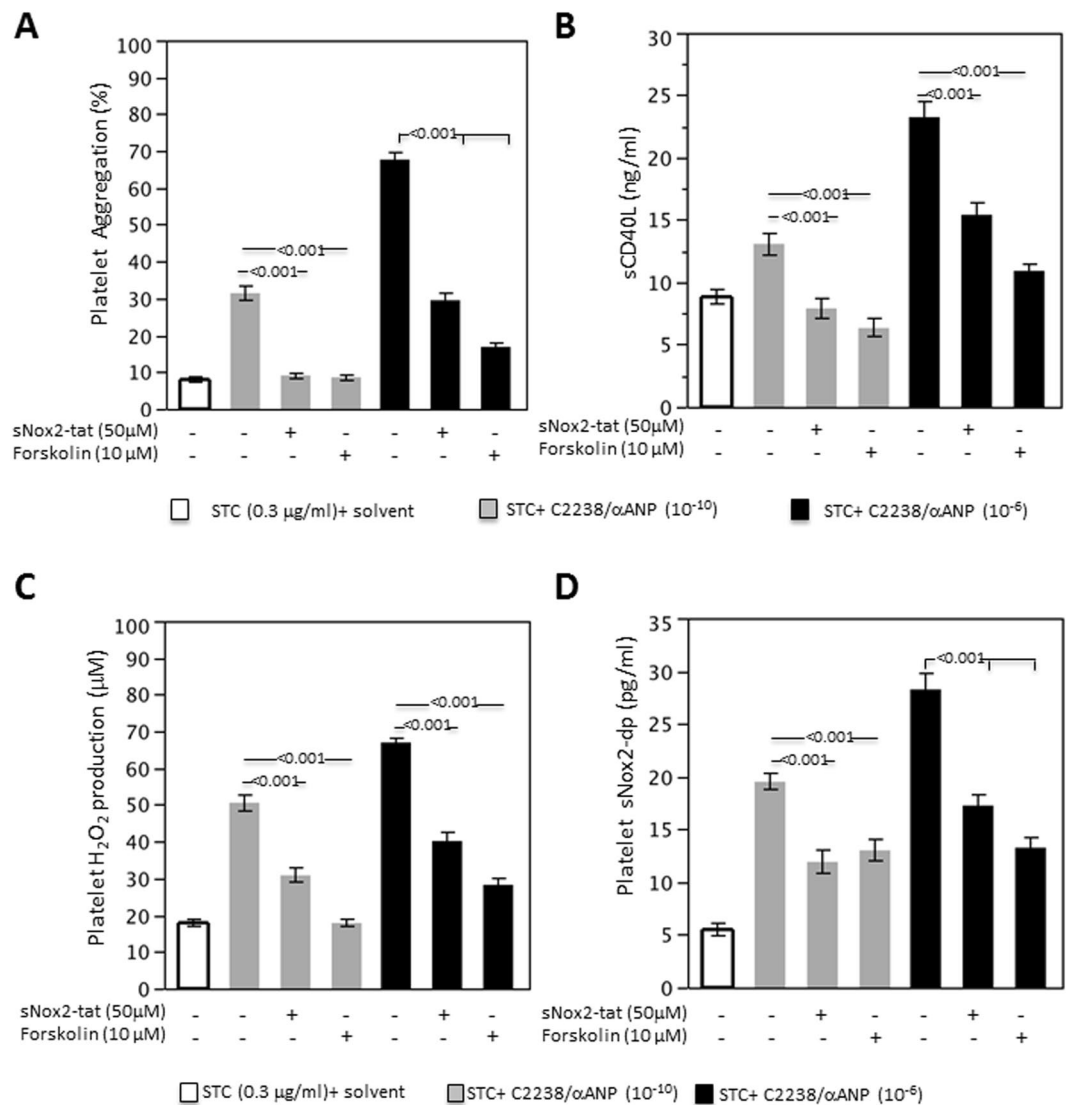 A
Platelet Aggregation (%)
100
90
80
70
60
50
40
30
20
10
0
<0.001
<0.001
<0.001
sNox2-tat (50µM) - - + - - + -
Forskolin (10 µM) - - - + - - +
B
sCD40L (ng/ml)
30
25
20
15
10
5
0
<0.001
<0.001
<0.001
<0.001
sNox2-tat (50µM) - - + - - + -
Forskolin (10 µM) - - - + - - +
STC (0.3 µg/ml)+ solvent
STC+ C2238/αANP (10⁻¹⁰)
STC+ C2238/αANP (10⁻⁶)
C
Platelet H₂O₂ production (µM)
100
90
80
70
60
50
40
30
20
10
0
<0.001
<0.001
<0.001
<0.001
sNox2-tat (50µM) - - + - - + -
Forskolin (10 µM) - - - + - - +
D
Platelet sNox2-dp (pg/ml)
35
30
25
20
15
10
5
0
<0.001
<0.001
<0.001
sNox2-tat (50µM) - - + - - + -
Forskolin (10 µM) - - - + - - +
STC (0.3 µg/ml)+ solvent
STC+ C2238/αANP (10⁻¹⁰)
STC+ C2238/αANP (10⁻⁶)